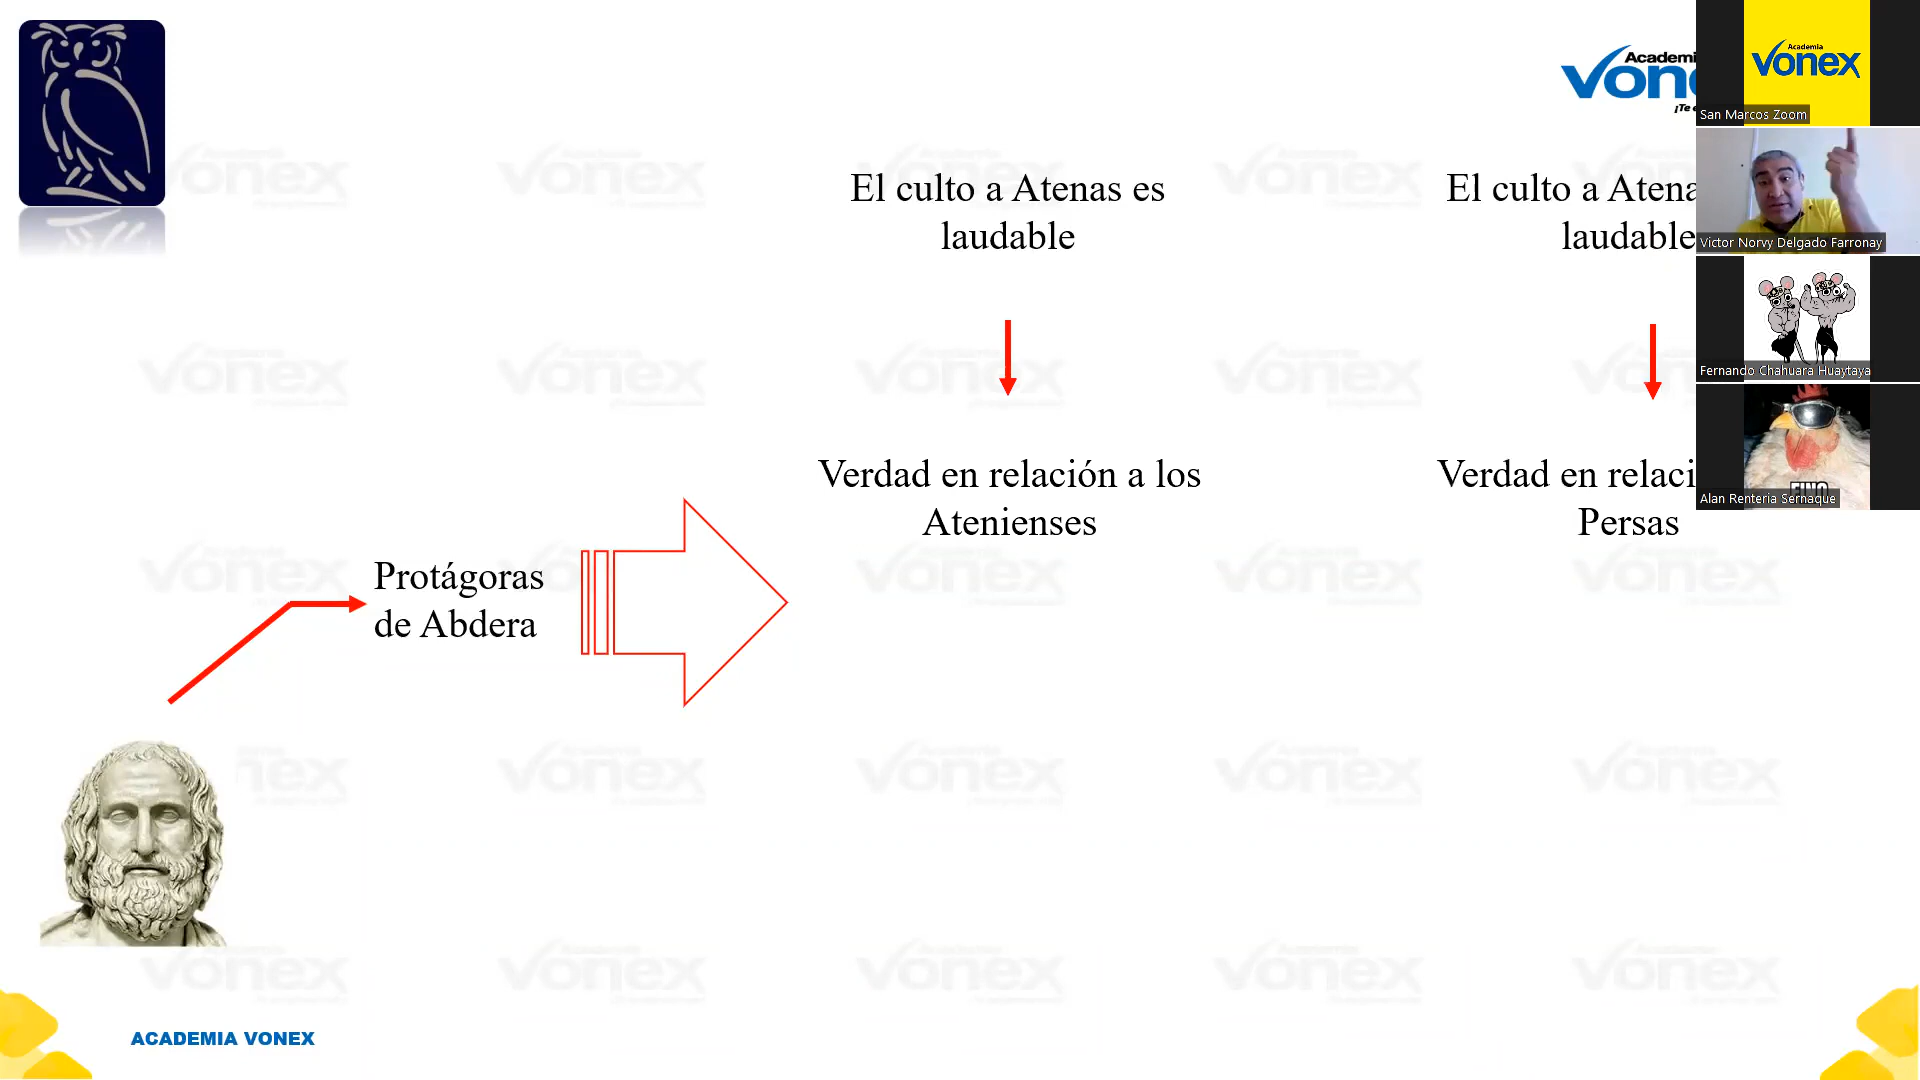 Academia
vonex
San Marcos Zoom
El culto a Atenas es
laudable
El culto a Atena
laudable
Victor Norvy Delgado Farronay
Fernando Chahuara Huaytaya
Verdad en relación a los
Atenienses
Verdad en relaci
Persas
Alan Renteria Sernaque
Protágoras
de Abdera
ACADEMIA VONEX